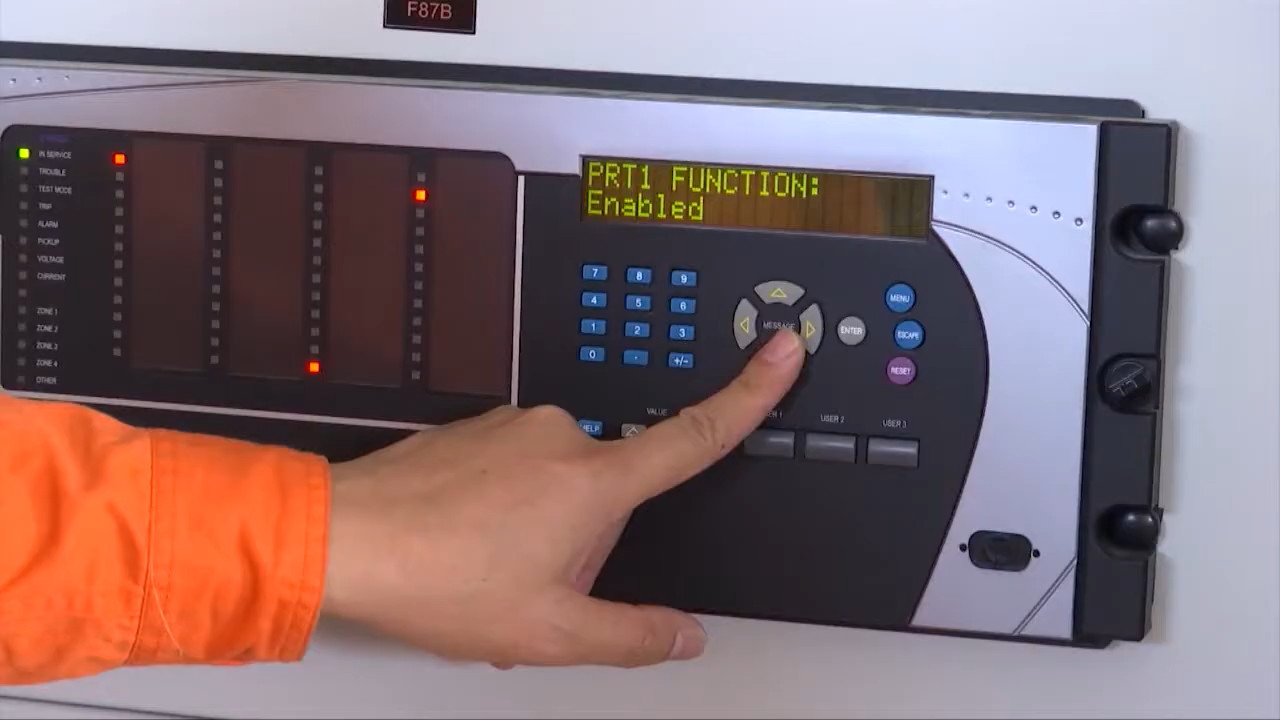 F87B
IN SERVICE
TROUBLE
TEST MODE
TRIP
ALARM
PICKUP
VOLTAGE
CURRENT
ZONE 1
ZONE 2
ZONE 3
ZONE 4
OTHER
PRT1 FUNCTION:
Enabled
7 8 9
4 5 6
1 2 3
0 . +/-
MESSAGE
ENTER
MENU
ESCAPE
RESET
HELP
VALUE
USER 2
USER 3